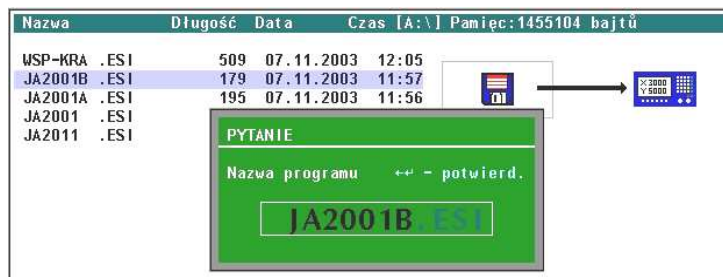 Nazwa Długość Data Czas [A:\] Pamięc:1455104 bajtů
WSP-KRA .ESI 509 07.11.2003 12:05
JA2001B .ESI 179 07.11.2003 11:57
JA2001A .ESI 195 07.11.2003 11:56
JA2001 .ESI
JA2011 .ESI
X3000
Y5000
PYTANIE
Nazwa programu ←↵ - potwierd.
JA2001B.ESI